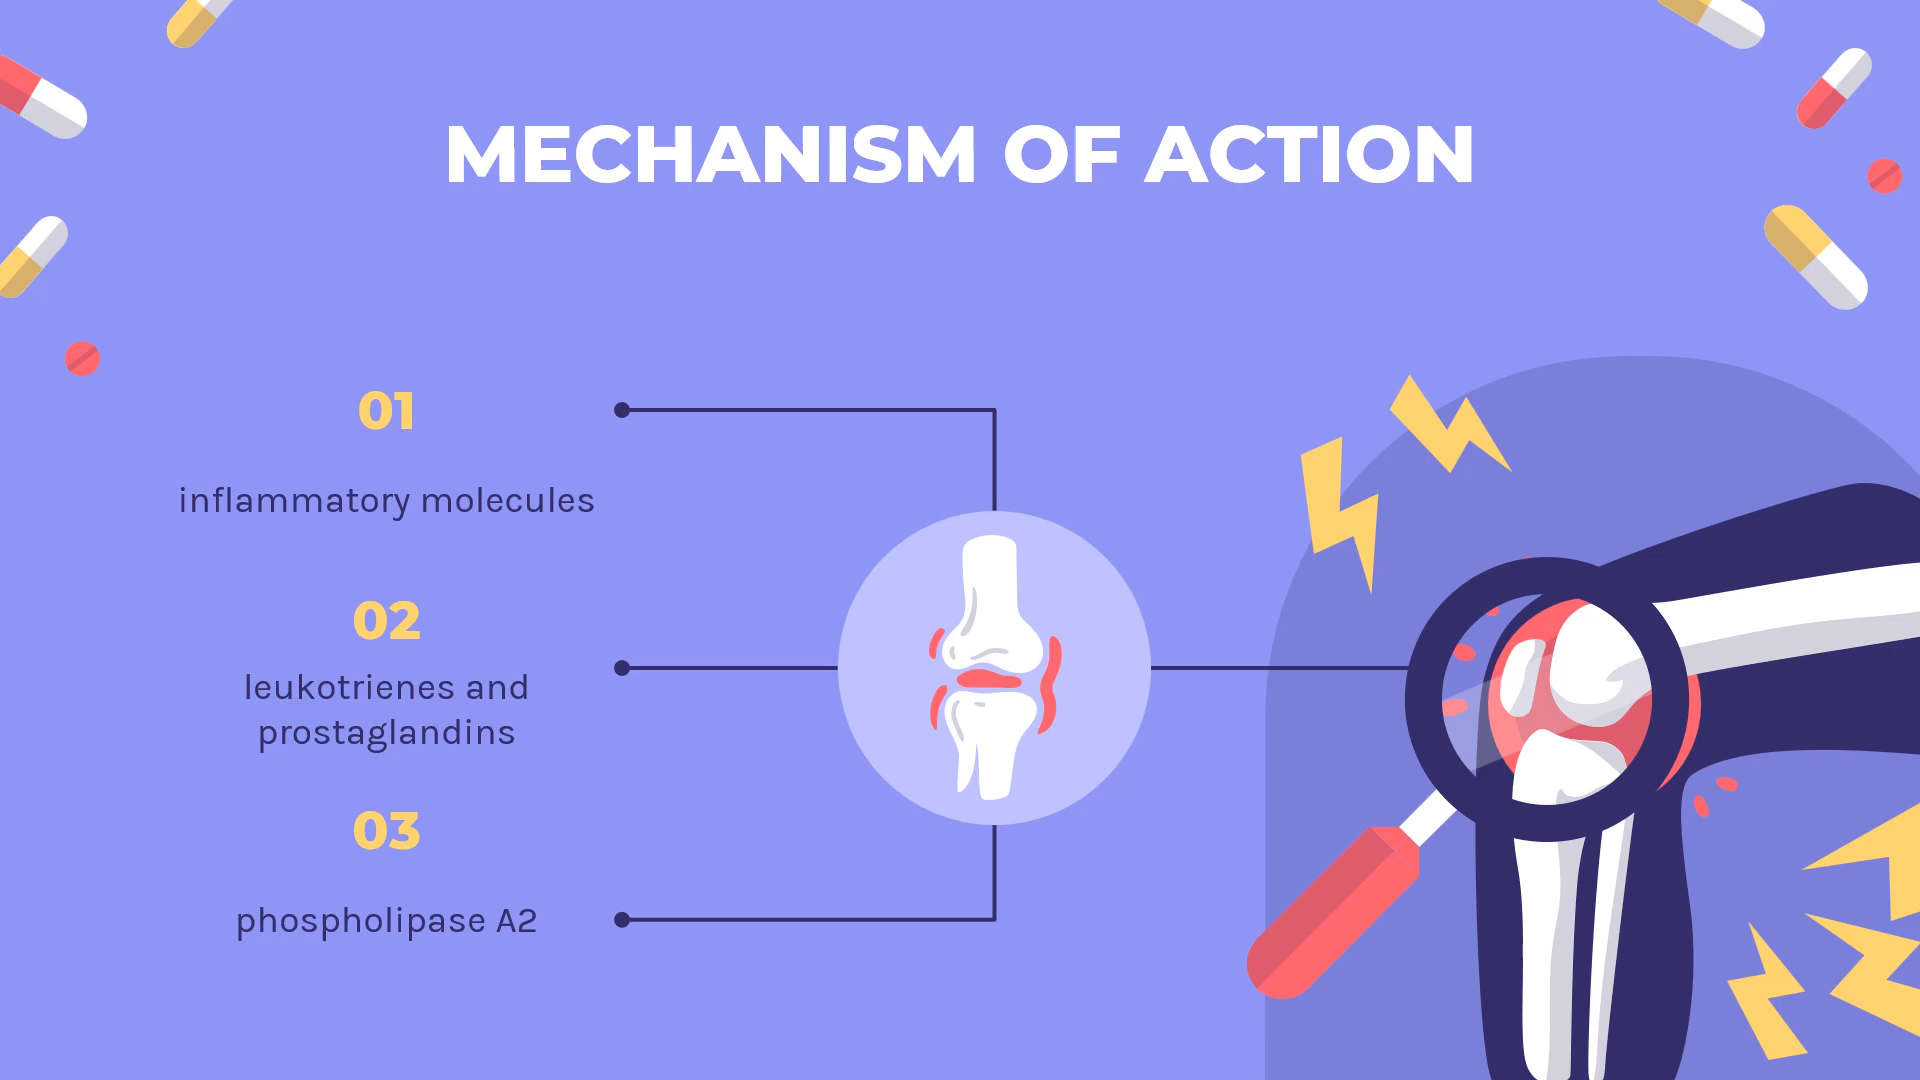 MECHANISM OF ACTION
01
inflammatory molecules
02
leukotrienes and
prostaglandins
03
phospholipase A2